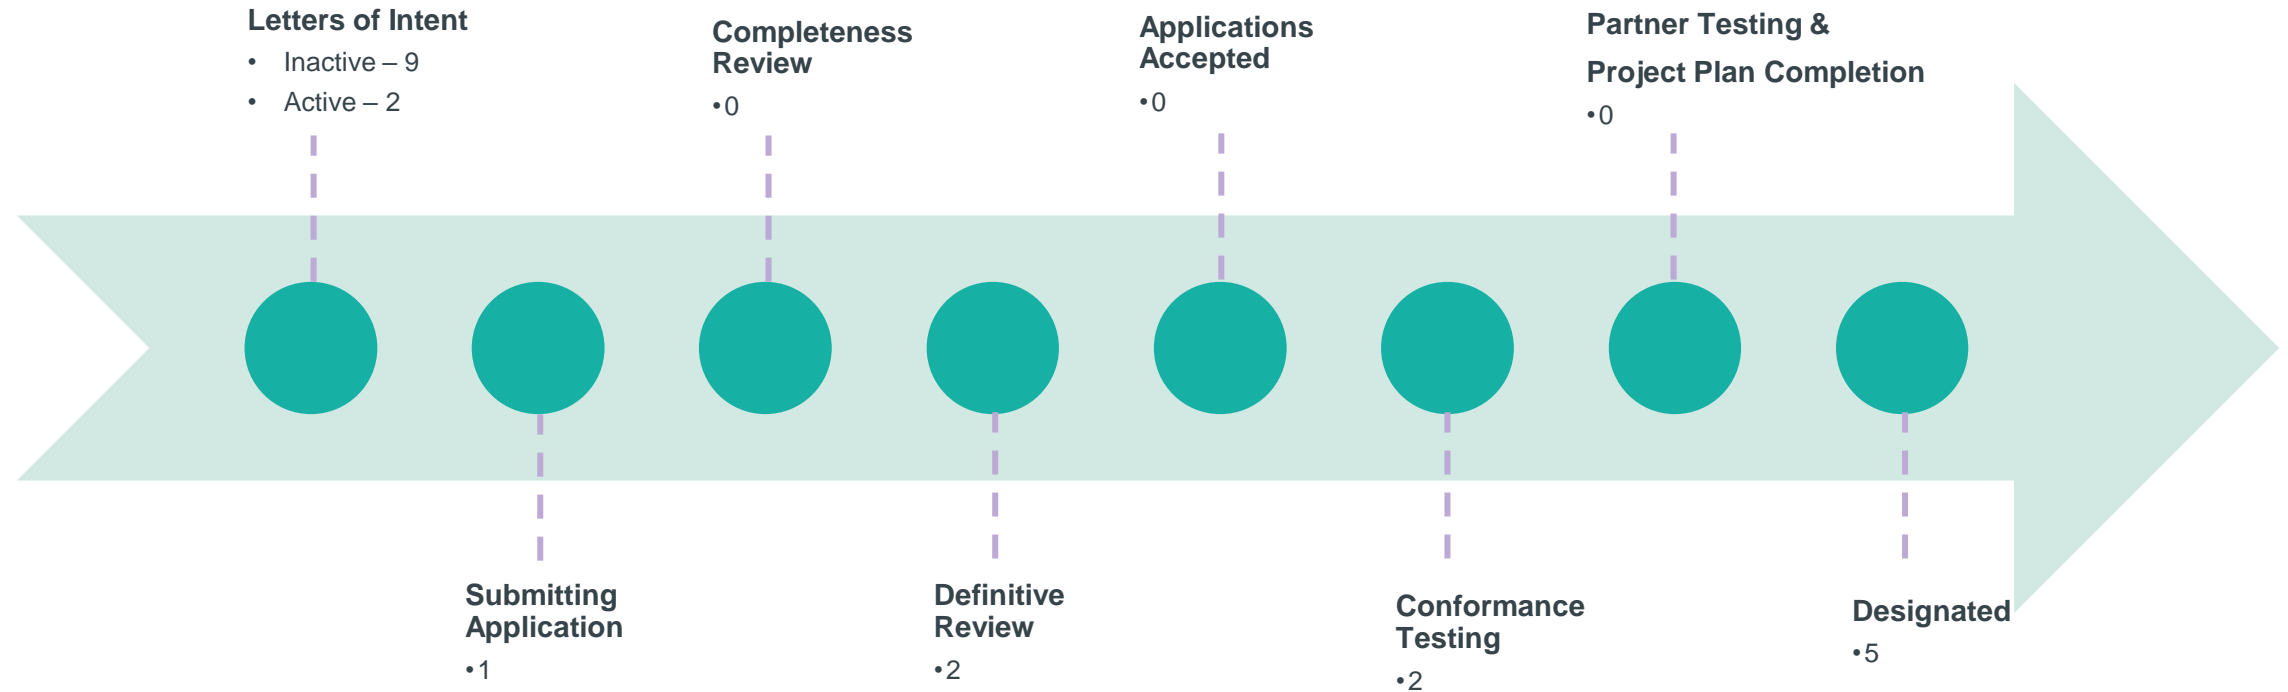 Letters of Intent
• Inactive – 9
• Active – 2
Completeness
Review
•0
Applications
Accepted
•0
Partner Testing &
Project Plan Completion
•0
Submitting
Application
•1
Definitive
Review
•2
Conformance
Testing
•2
Designated
•5